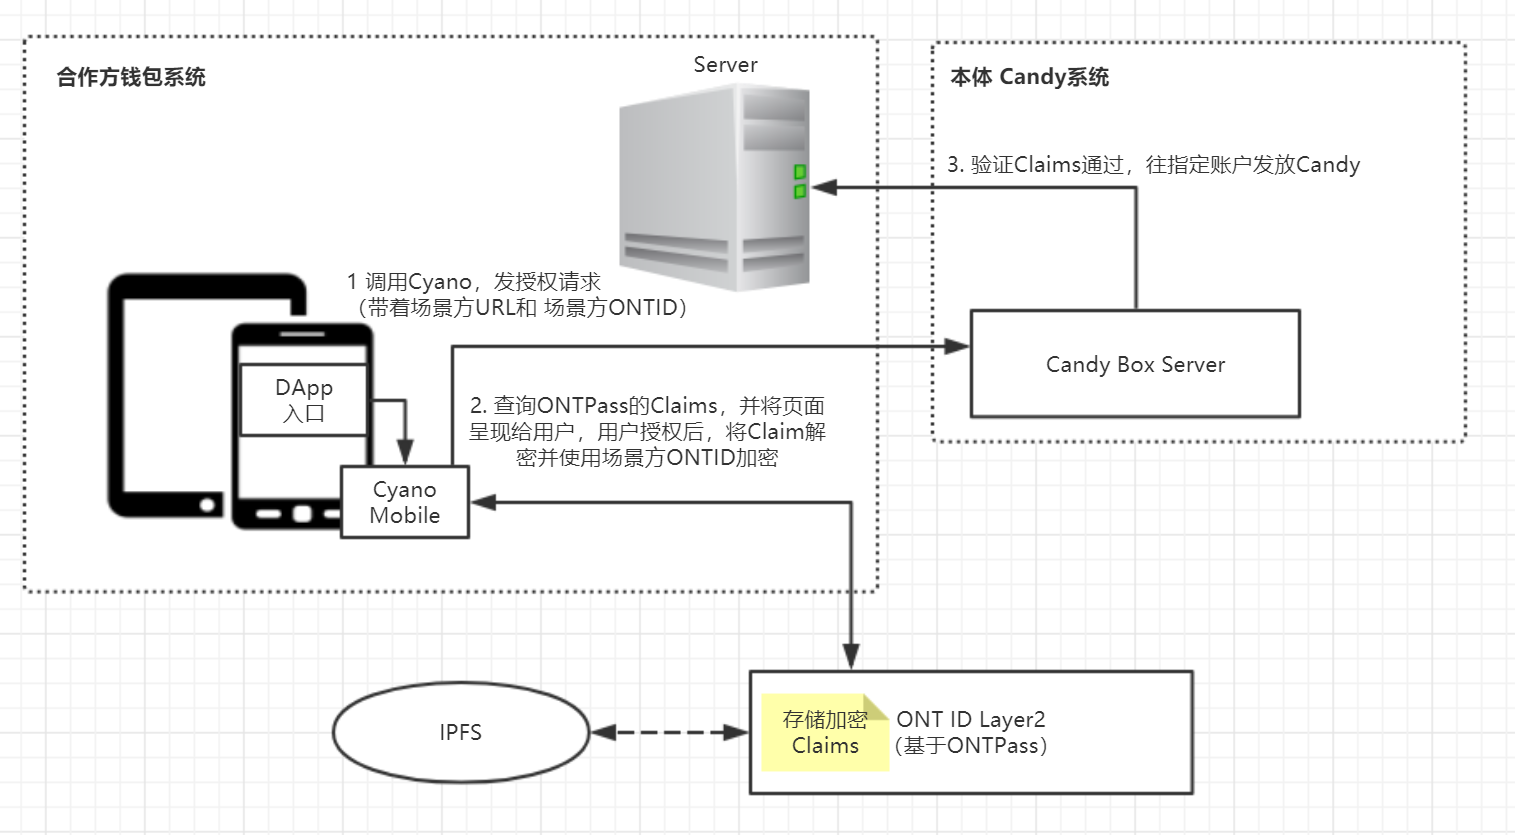 合作方钱包系统
Server
本体 Candy系统
3. 验证Claims通过，往指定账户发放Candy
1 调用Cyano，发授权请求
（带着场景方URL和 场景方ONTID）
Candy Box Server
DApp
入口
2. 查询ONTPass的Claims，并将页面
呈现给用户，用户授权后，将Claim解
密并使用场景方ONTID加密
Cyano
Mobile
IPFS
存储加密
Claims
ONT ID Layer2
（基于ONTPass）